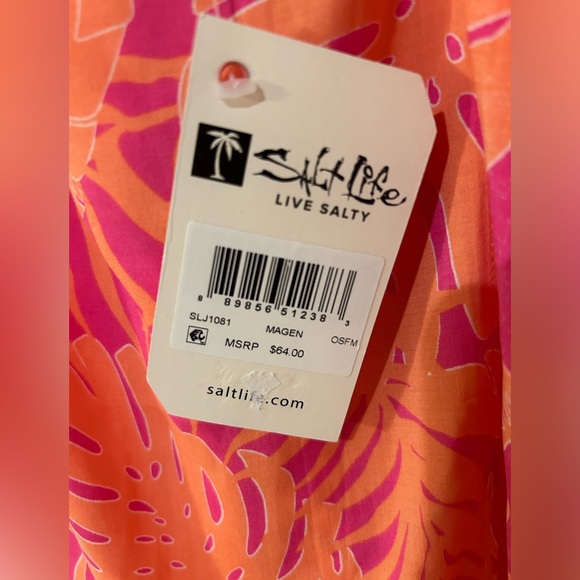 Salt Life
LIVE SALTY
8 89856 51238 3
SLJ1081 MAGEN OSFM
MSRP $64.00
saltlife.com